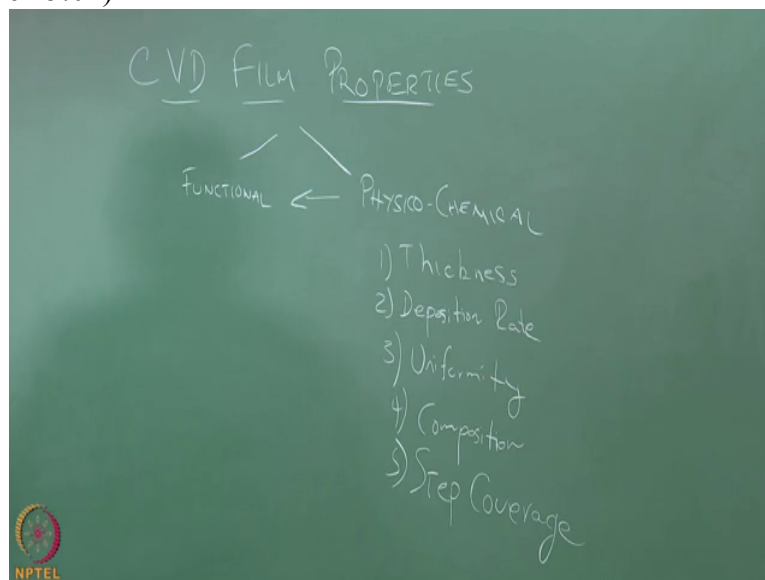 CVD FILM PROPERTIES
FUNCTIONAL ← PHYSICO-CHEMICAL
1) Thickness
2) Deposition Rate
3) Uniformity
4) Composition
5) Step Coverage
NPTEL